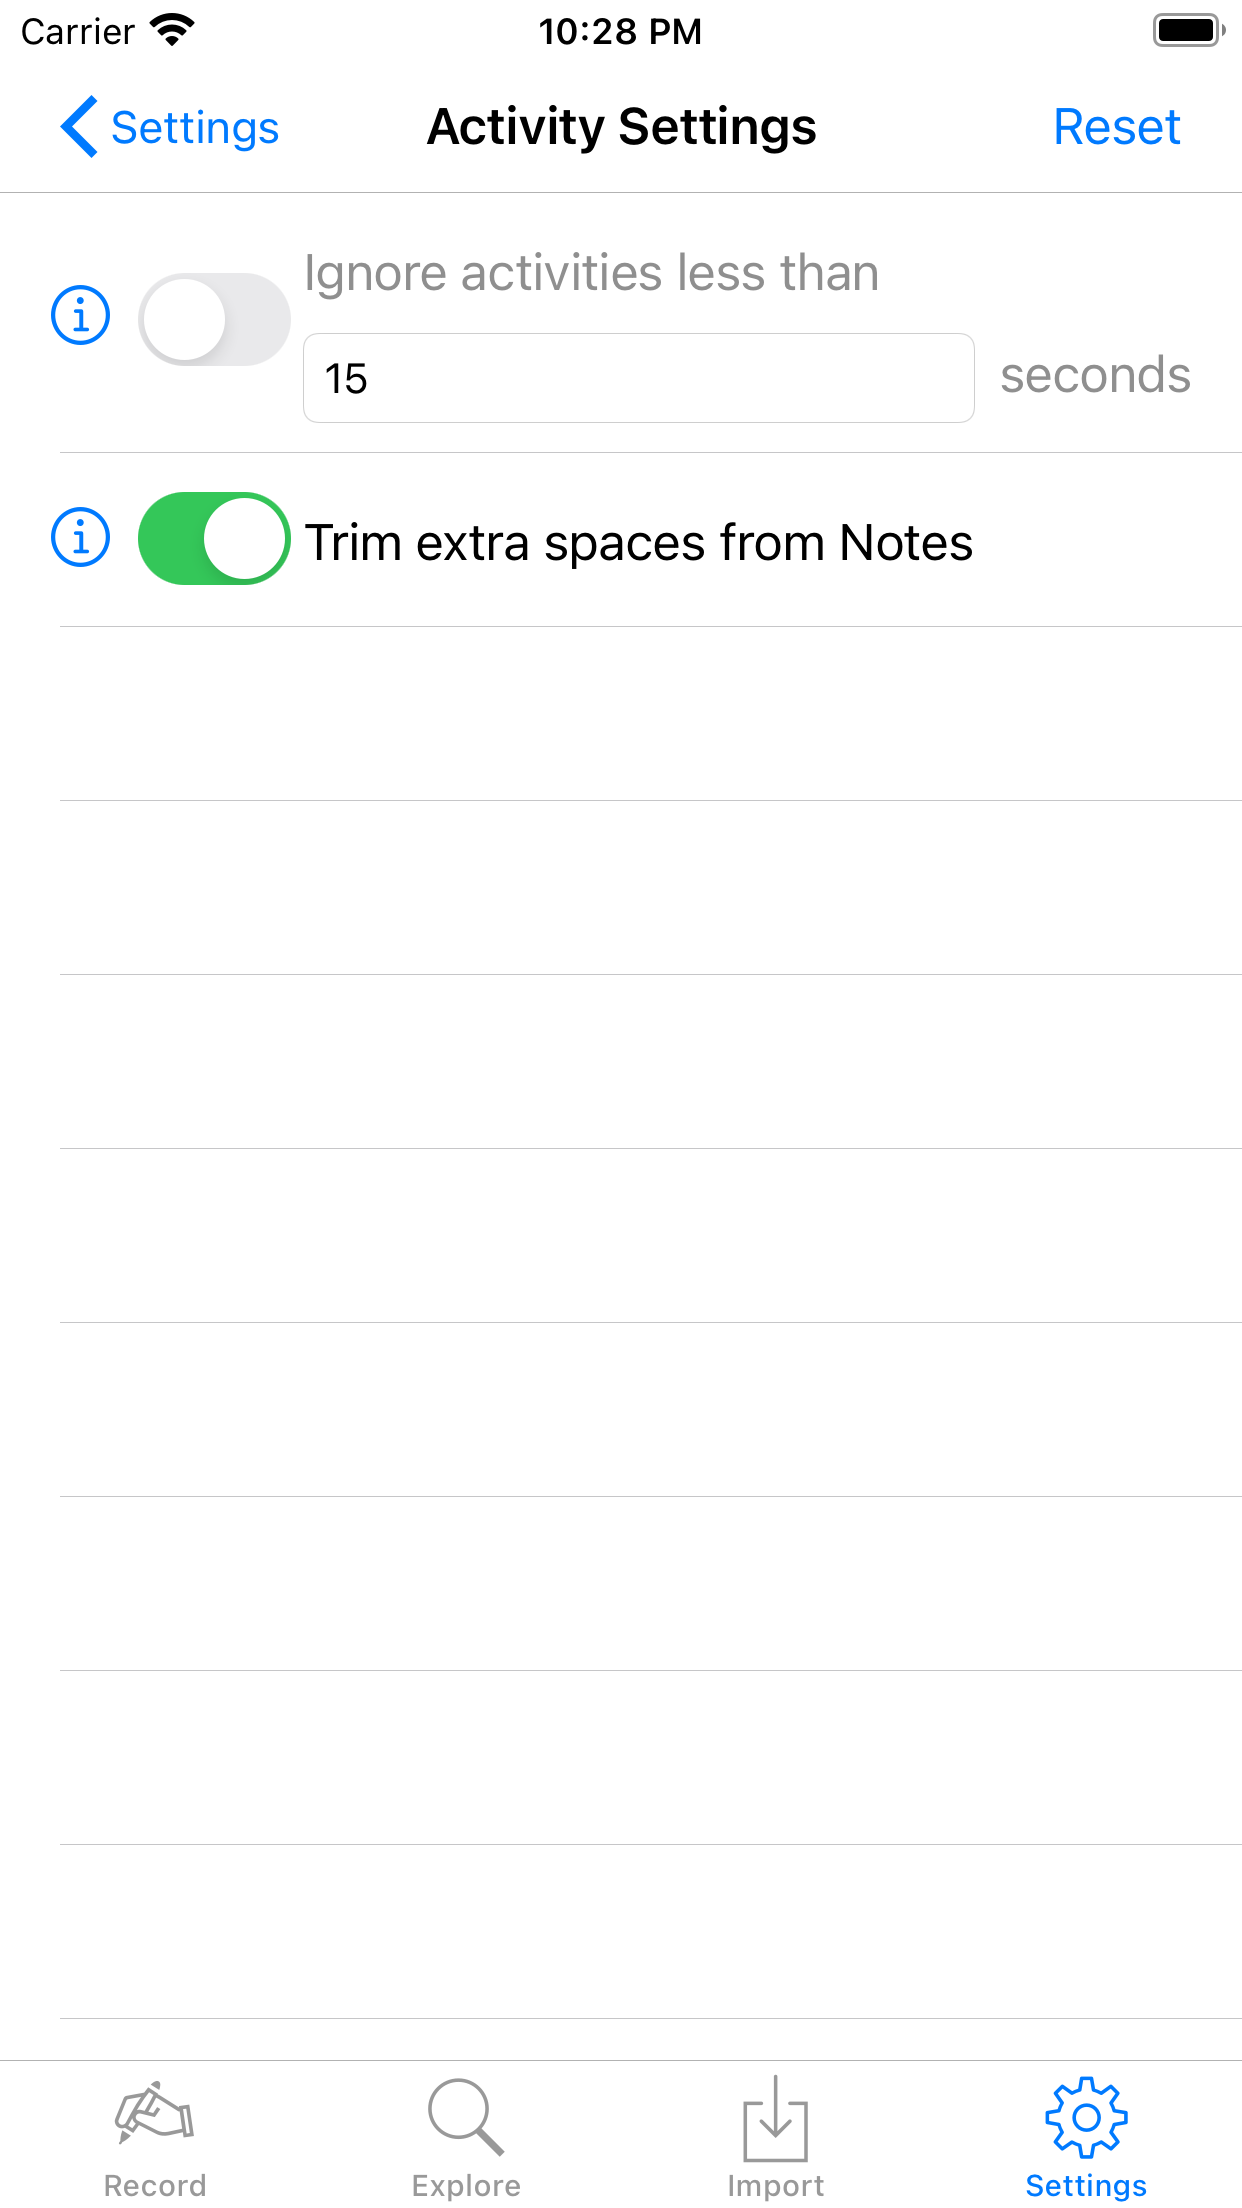 Carrier 10:28 PM
Settings Activity Settings Reset
Ignore activities less than
15 seconds
Trim extra spaces from Notes
Record Explore Import Settings